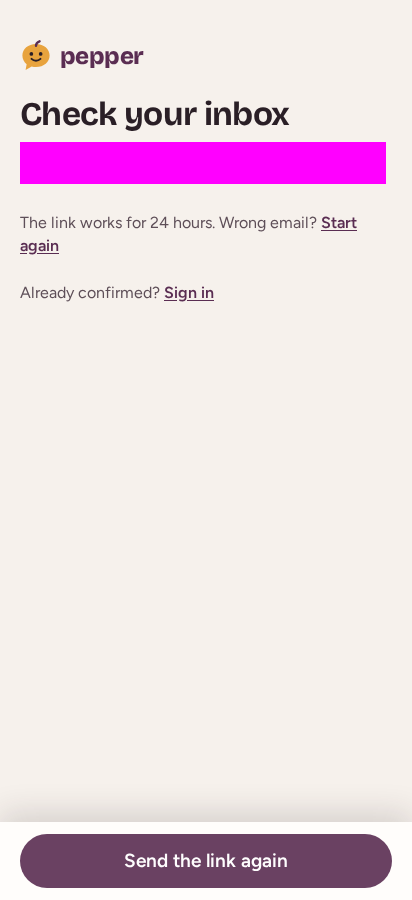 pepper
Check your inbox
The link works for 24 hours. Wrong email? Start
again
Already confirmed? Sign in
Send the link again